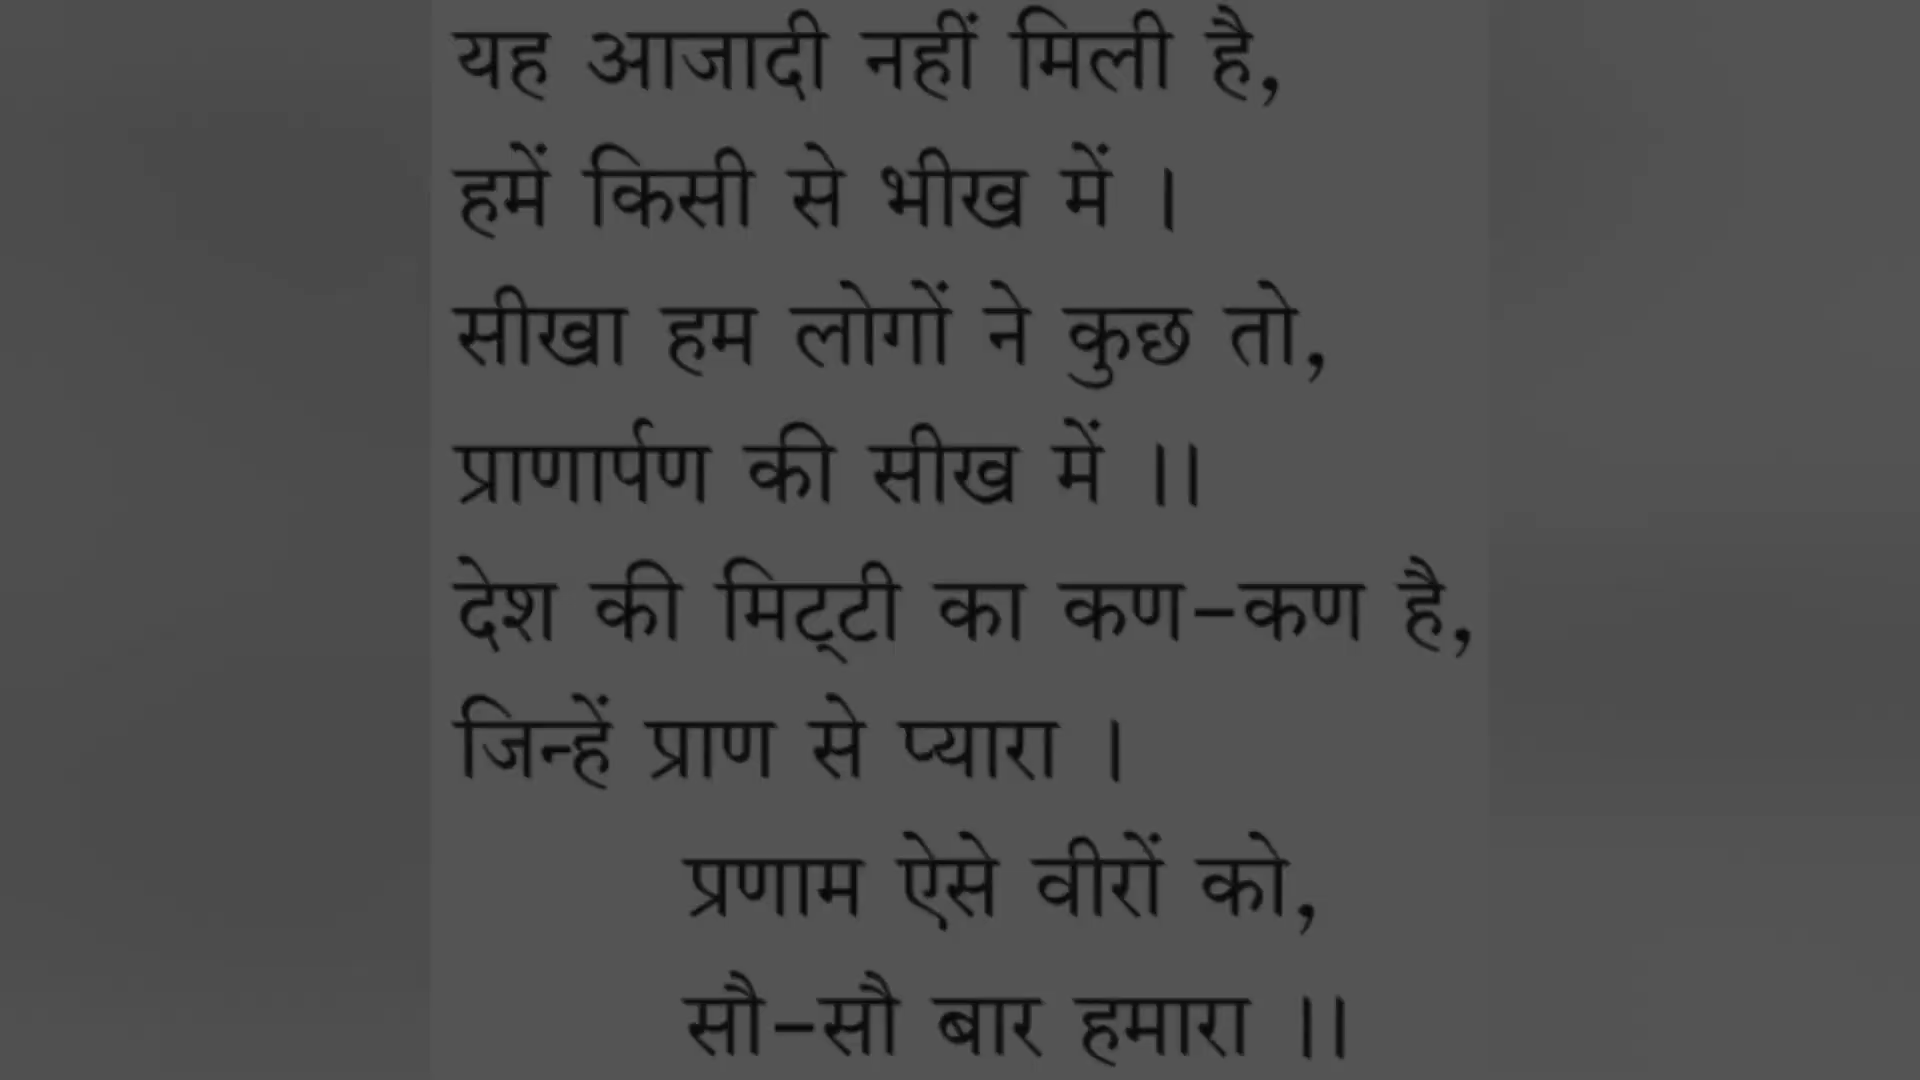 यह आजादी नहीं मिली है,
हमें किसी से भीख में ।
सीखा हम लोगों ने कुछ तो,
प्राणार्पण की सीख में ।।
देश की मिट्‌टी का कण–कण है,
जिन्हें प्राण से प्यारा ।
प्रणाम ऐसे वीरों को,
सौ–सौ बार हमारा ।।